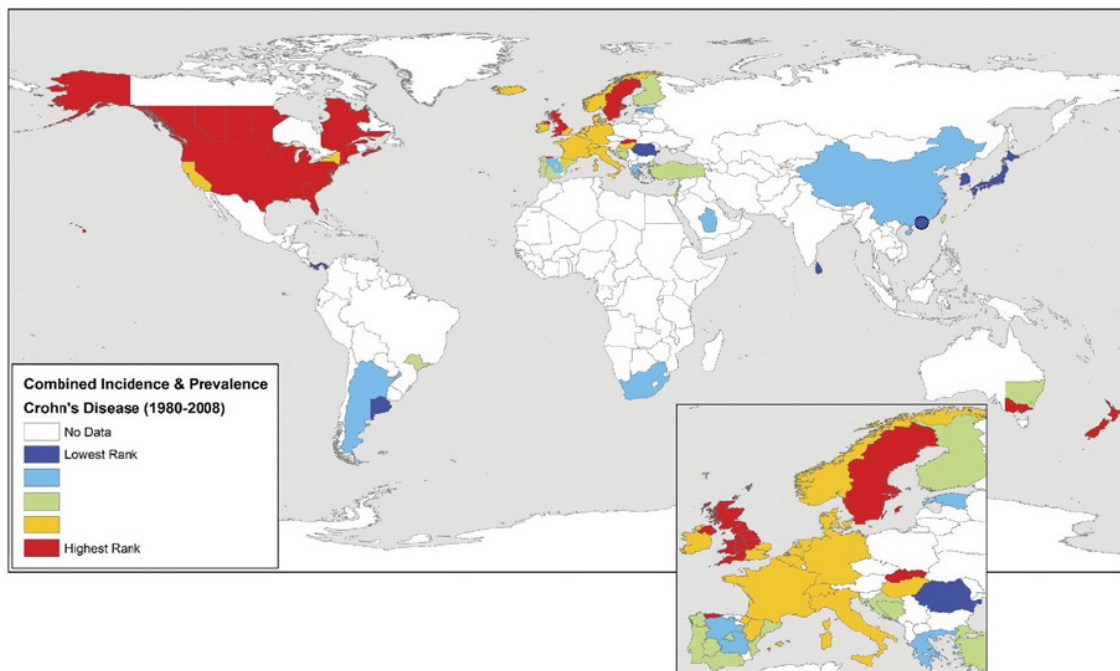 Combined Incidence & Prevalence
Crohn's Disease (1980-2008)
No Data
Lowest Rank
Highest Rank